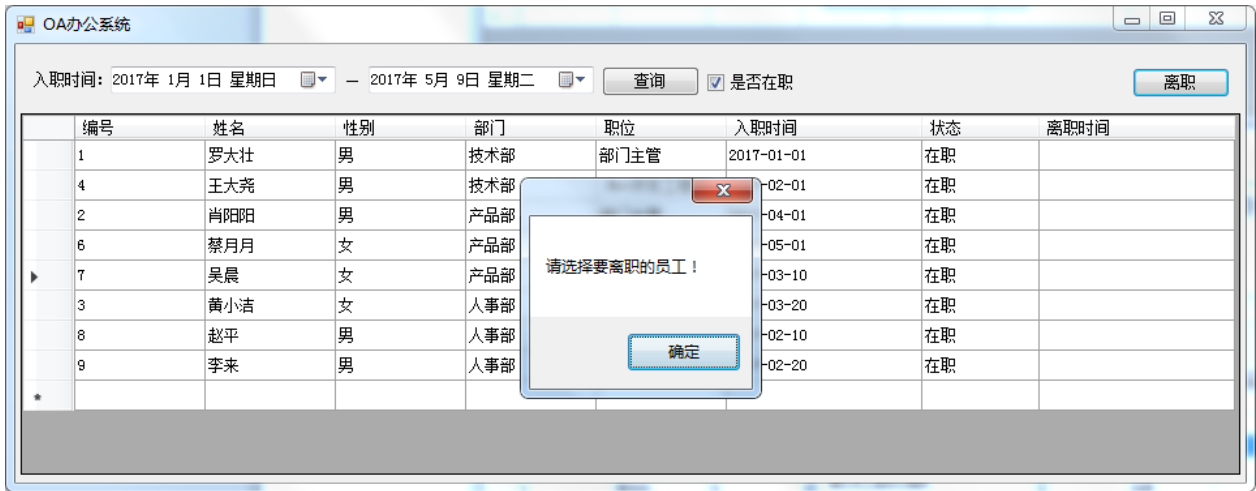 OA办公系统
入职时间: 2017年 1月 1日 星期日 — 2017年 5月 9日 星期二 查询 是否在职 离职
编号 姓名 性别 部门 职位 入职时间 状态 离职时间
1 罗大壮 男 技术部 部门主管 2017-01-01 在职
4 王大尧 男 技术部 -02-01 在职
2 肖阳阳 男 产品部 -04-01 在职
6 蔡月月 女 产品部 -05-01 在职
7 吴晨 女 产品部 -03-10 在职
3 黄小洁 女 人事部 -03-20 在职
8 赵平 男 人事部 -02-10 在职
9 李来 男 人事部 -02-20 在职
*
请选择要离职的员工！
确定